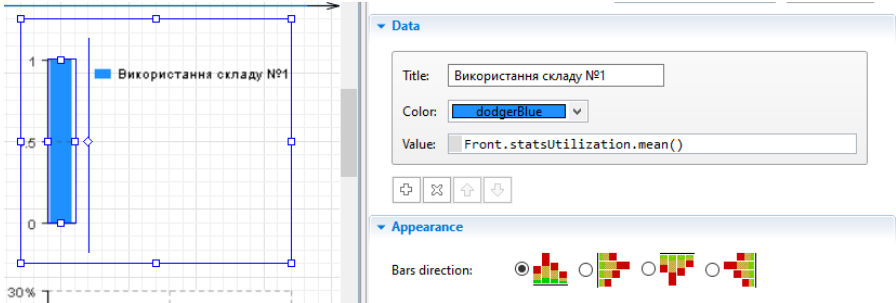 1
Використання складу №1
.5
0
30%
Data
Title:
Використання складу №1
Color:
dodgerBlue
Value:
Front.statsUtilization.mean()
Appearance
Bars direction: